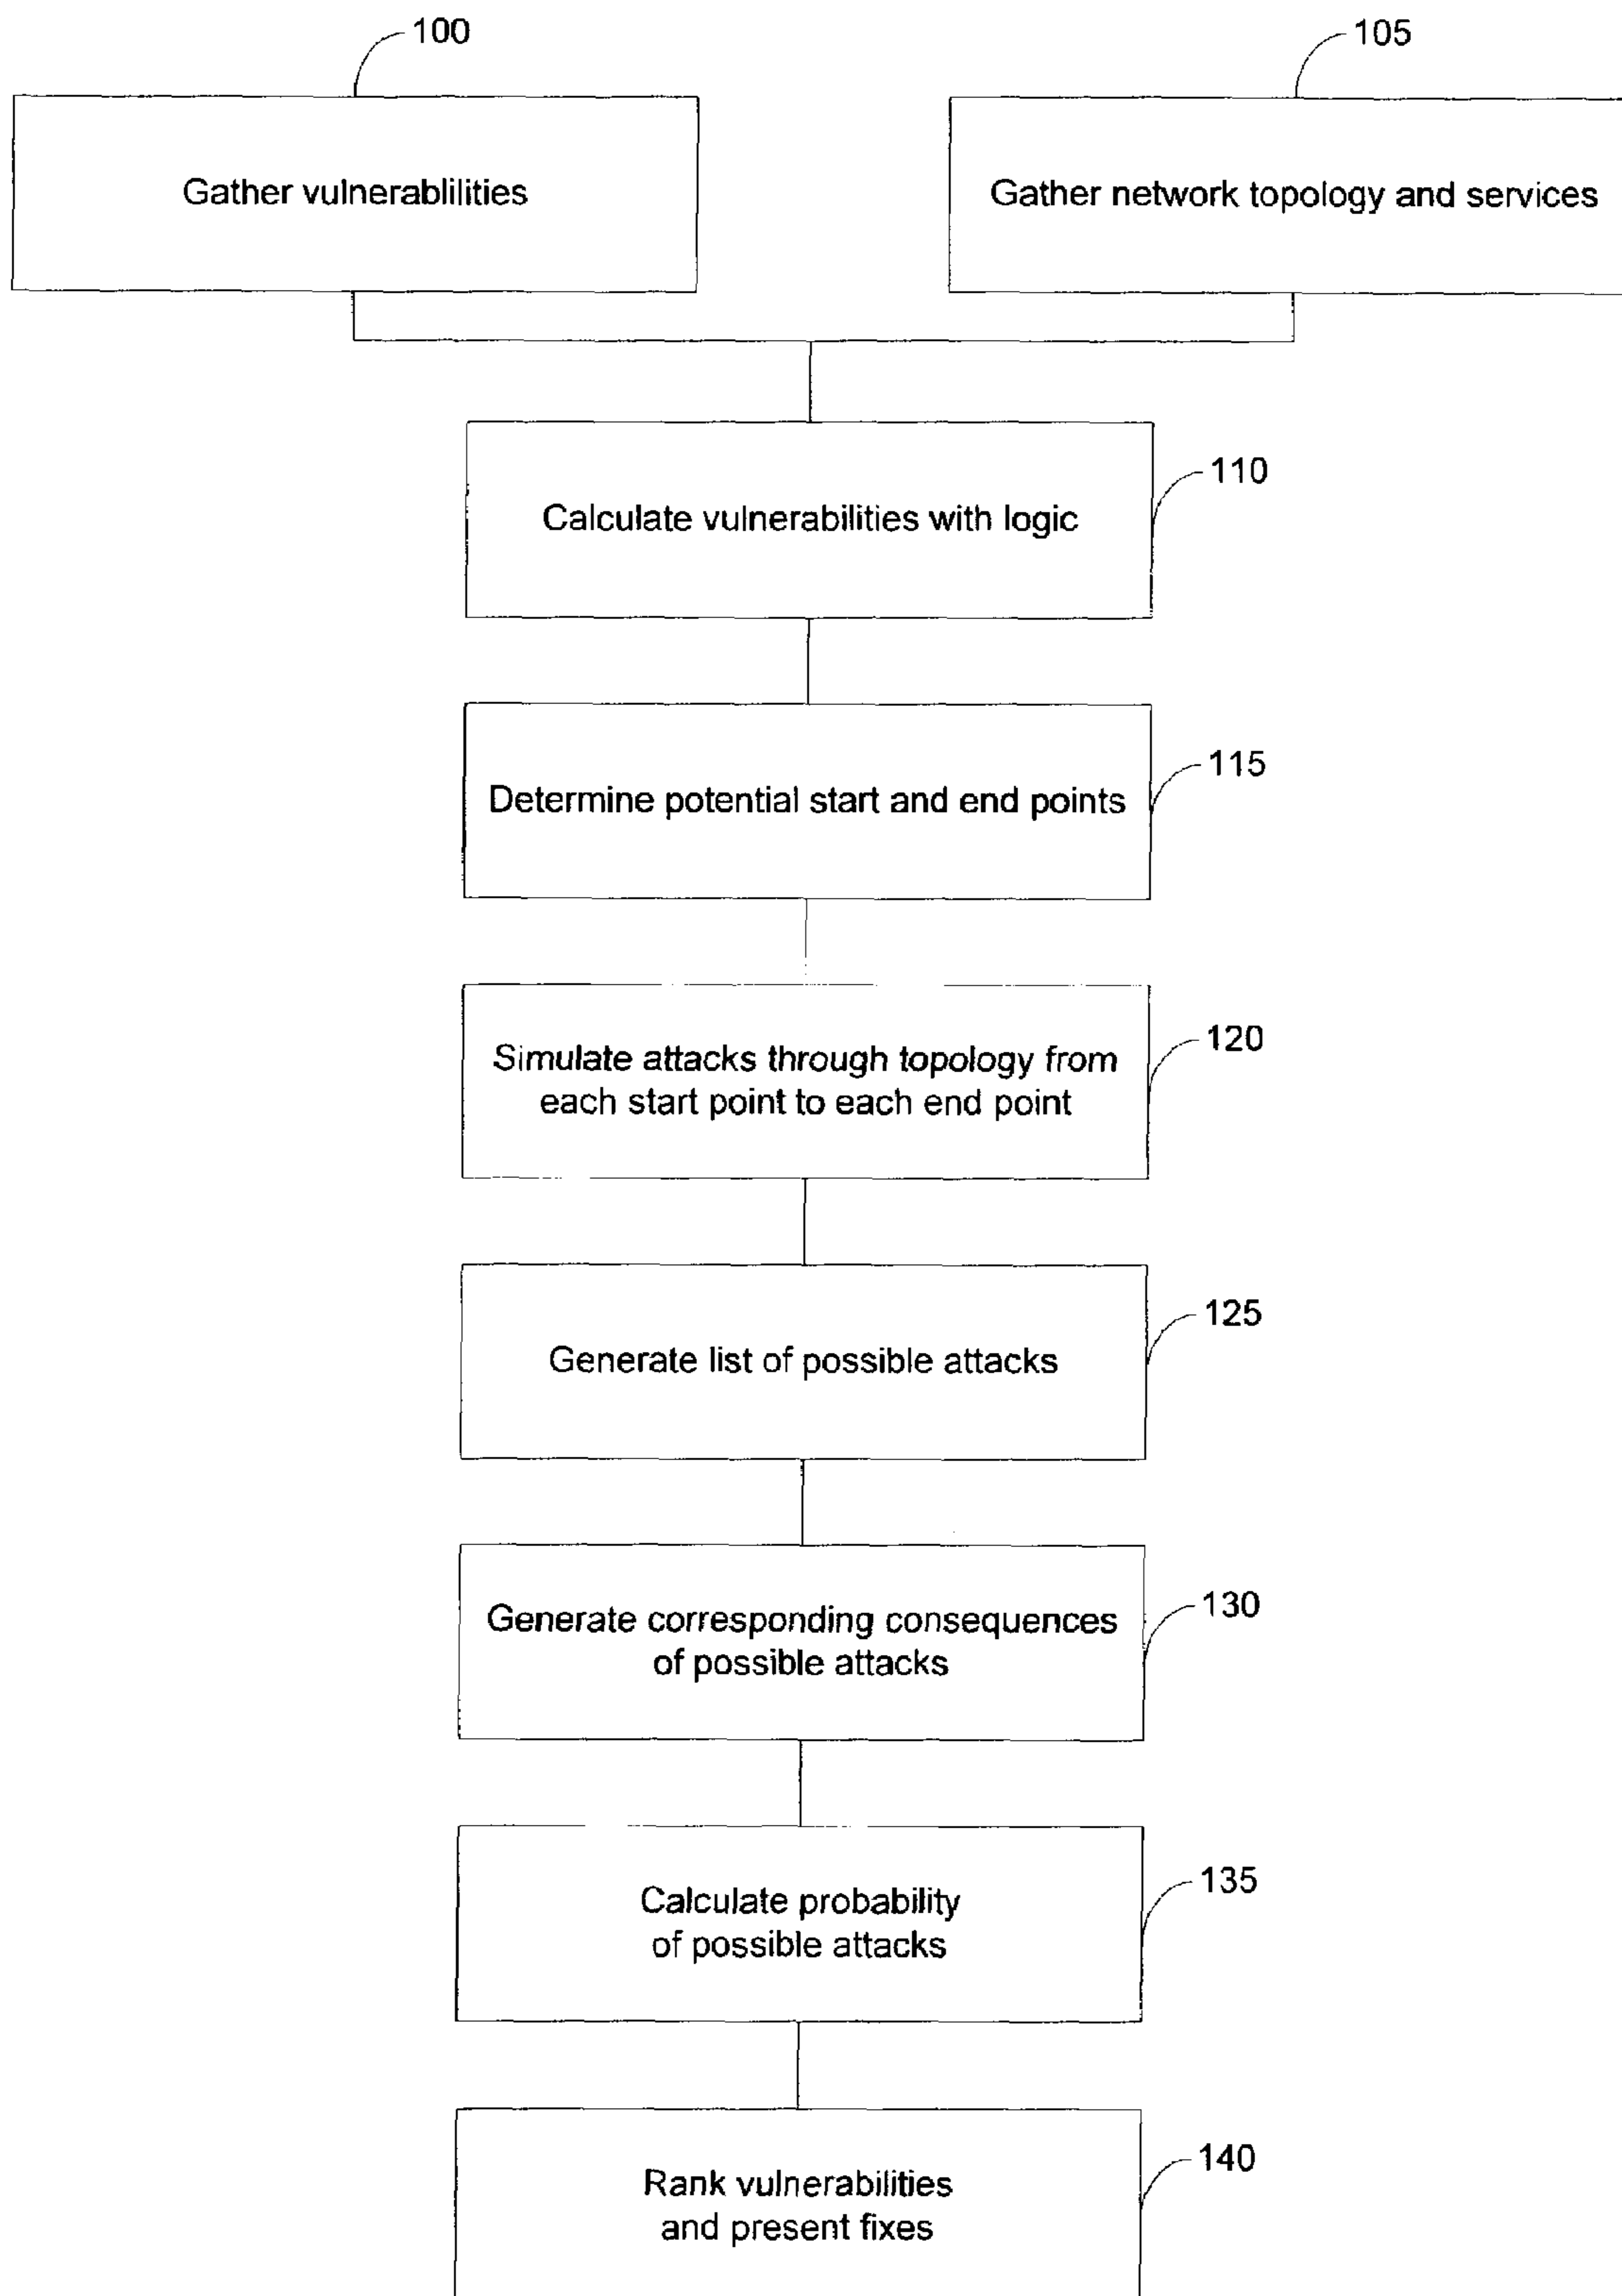 100
105
Gather vulnerablilities
Gather network topology and services
110
Calculate vulnerabilities with logic
115
Determine potential start and end points
120
Simulate attacks through topology from
each start point to each end point
125
Generate list of possible attacks
130
Generate corresponding consequences
of possible attacks
135
Calculate probability
of possible attacks
140
Rank vulnerabilities
and present fixes